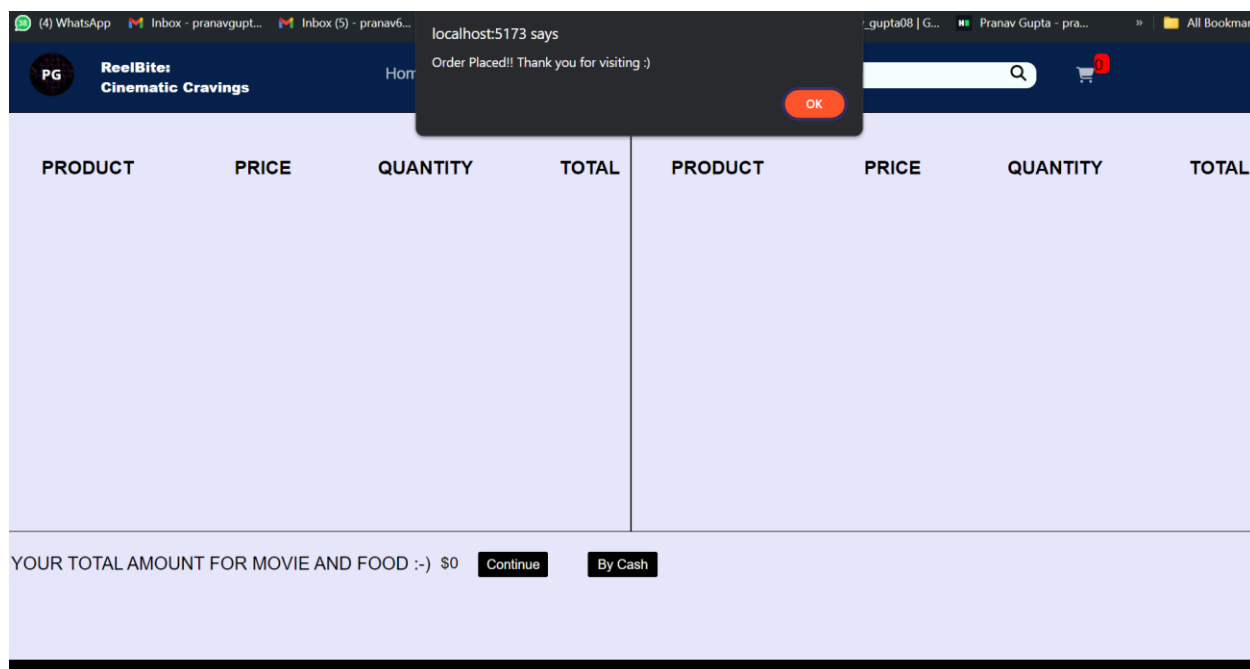 (4) WhatsApp Inbox - pranavgupt... Inbox (5) - pranav6... _gupta08 | G... Pranav Gupta - pra... » All Bookmar
localhost:5173 says
Order Placed!! Thank you for visiting :)
OK
PG
ReelBite:
Cinematic Cravings
Hom
0
PRODUCT PRICE QUANTITY TOTAL PRODUCT PRICE QUANTITY TOTAL
YOUR TOTAL AMOUNT FOR MOVIE AND FOOD :-) $0 Continue By Cash